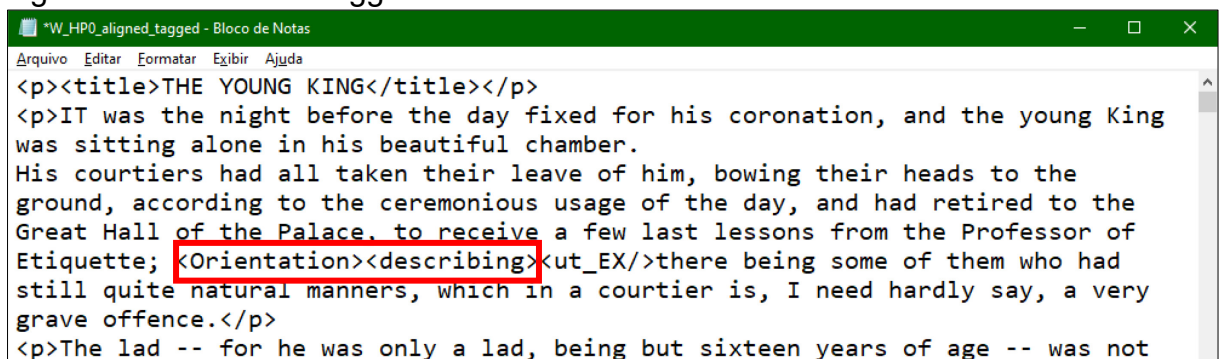 *W_HP0_aligned_tagged - Bloco de Notas
Arquivo Editar Formatar Exibir Ajuda
<p><title>THE YOUNG KING</title></p>
<p>IT was the night before the day fixed for his coronation, and the young King
was sitting alone in his beautiful chamber.
His courtiers had all taken their leave of him, bowing their heads to the
ground, according to the ceremonious usage of the day, and had retired to the
Great Hall of the Palace, to receive a few last lessons from the Professor of
Etiquette; <Orientation><describing><ut_EX/>there being some of them who had
still quite natural manners, which in a courtier is, I need hardly say, a very
grave offence.</p>
<p>The lad -- for he was only a lad, being but sixteen years of age -- was not